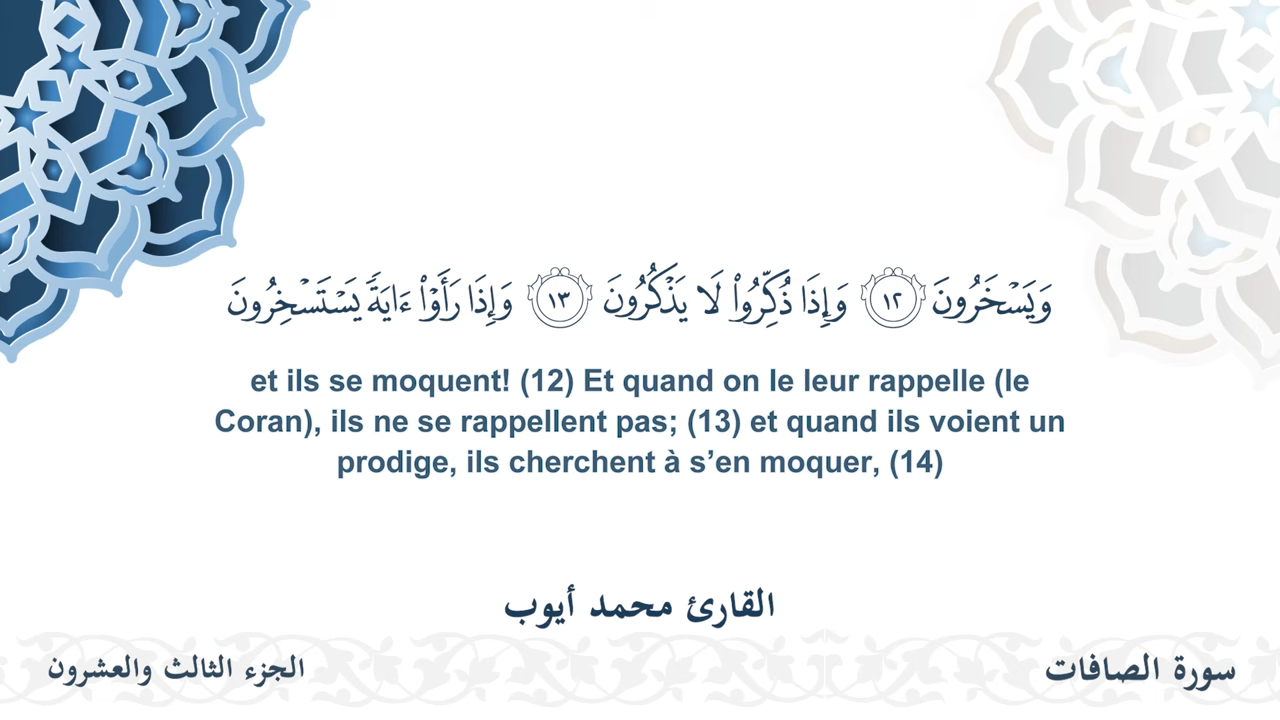 وَيَسْخَرُونَ ١٢ وَإِذَا ذُكِّرُوا۟ لَا يَذْكُرُونَ ١٣ وَإِذَا رَأَوْا۟ ءَايَةً يَسْتَسْخِرُونَ
et ils se moquent! (12) Et quand on le leur rappelle (le
Coran), ils ne se rappellent pas; (13) et quand ils voient un
prodige, ils cherchent à s’en moquer, (14)
القارئ محمد أيوب
سورة الصافات
الجزء الثالث والعشرون